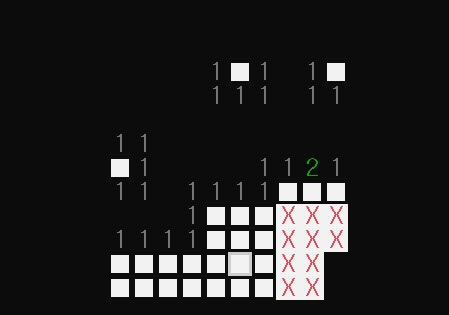 1 1 1
1 1 1 1 1
1 1
1 1 1 2 1
1 1 1 1 1 1
1 X X X
1 1 1 1 X X X
X X
X X